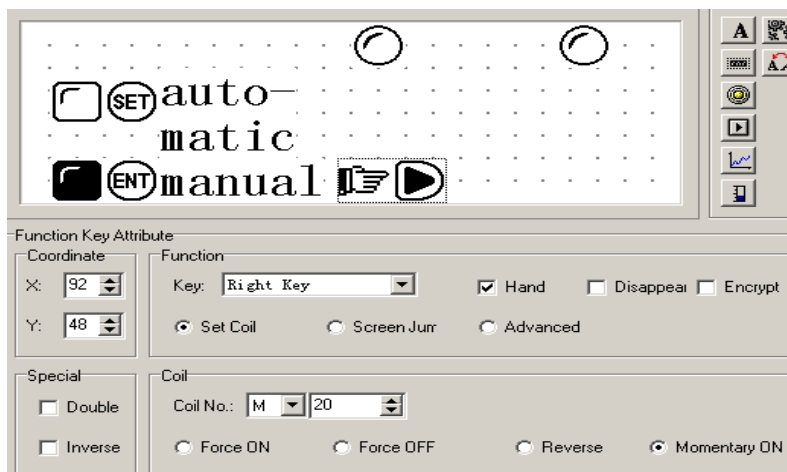 SET auto-
matic
ENT manual
A
A
Function Key Attribute
Coordinate
Function
X: 92
Key: Right Key
Hand
Disappear
Encrypt
Y: 48
Set Coil
Screen Jum
Advanced
Special
Coil
Double
Coil No.: M 20
Inverse
Force ON
Force OFF
Reverse
Momentary ON